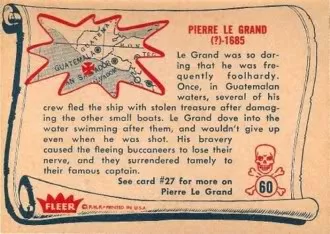 PIERRE LE GRAND
(?)-1685
GUATEMALA
Le Grand was so dar-
ing that he was fre-
quently foolhardy.
Once, in Guatemalan
waters, several of his
crew fled the ship with stolen treasure after damag-
ing the other small boats. Le Grand dove into the
water swimming after them, and wouldn't give up
even when he was shot. His bravery
caused the fleeing buccaneers to lose their
nerve, and they surrendered tamely to
their famous captain.
See card #27 for more on
Pierre Le Grand
60
FLEER
© F.H.F. • PRINTED IN U.S.A.